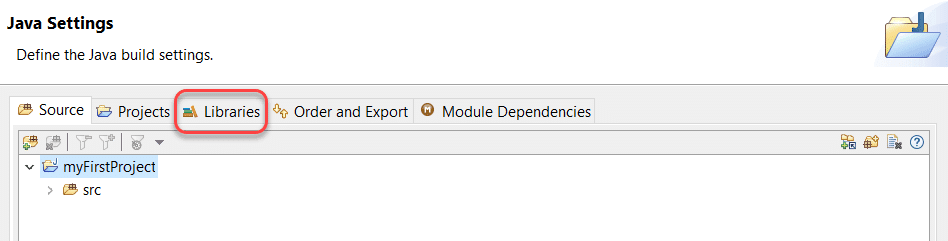 Java Settings
Define the Java build settings.
Source Projects Libraries Order and Export Module Dependencies
myFirstProject
src